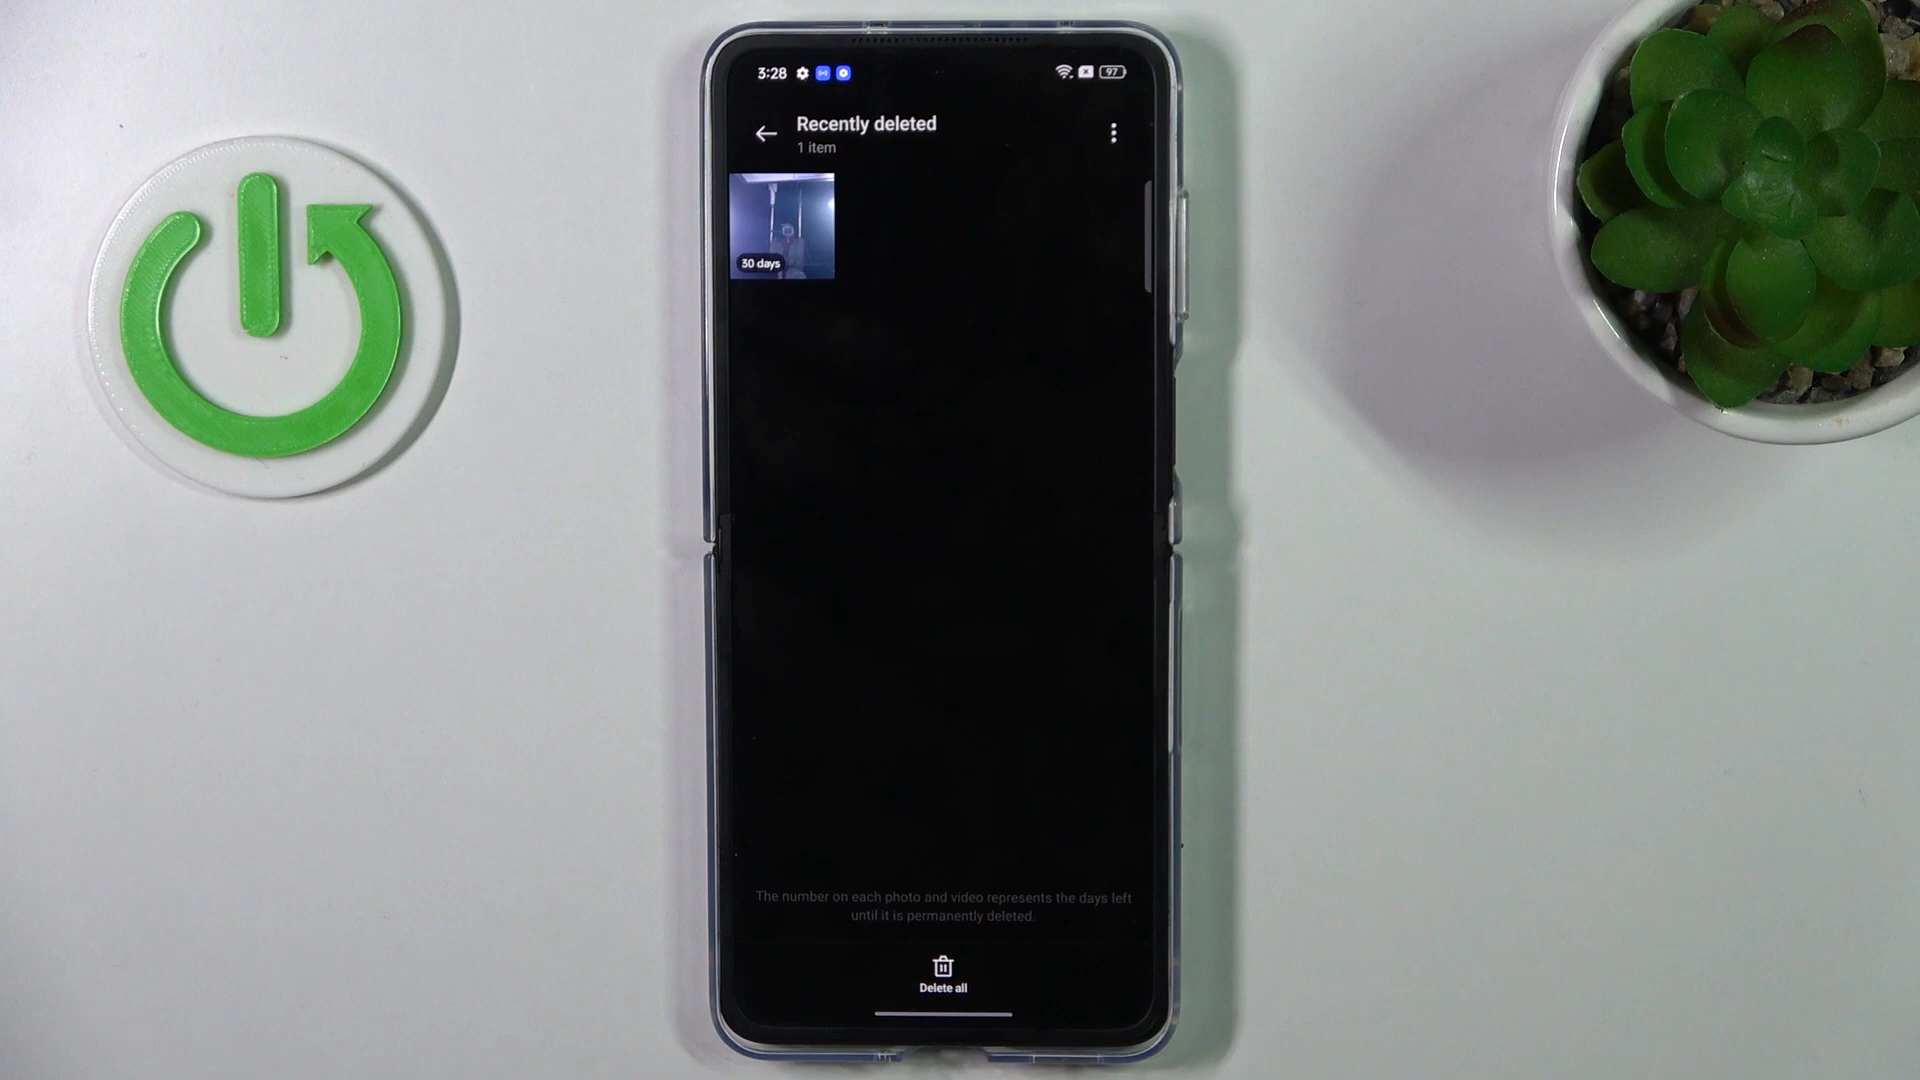 3:28
97
Recently deleted
1 item
30 days
The number on each photo and video represents the days left
until it is permanently deleted.
Delete all